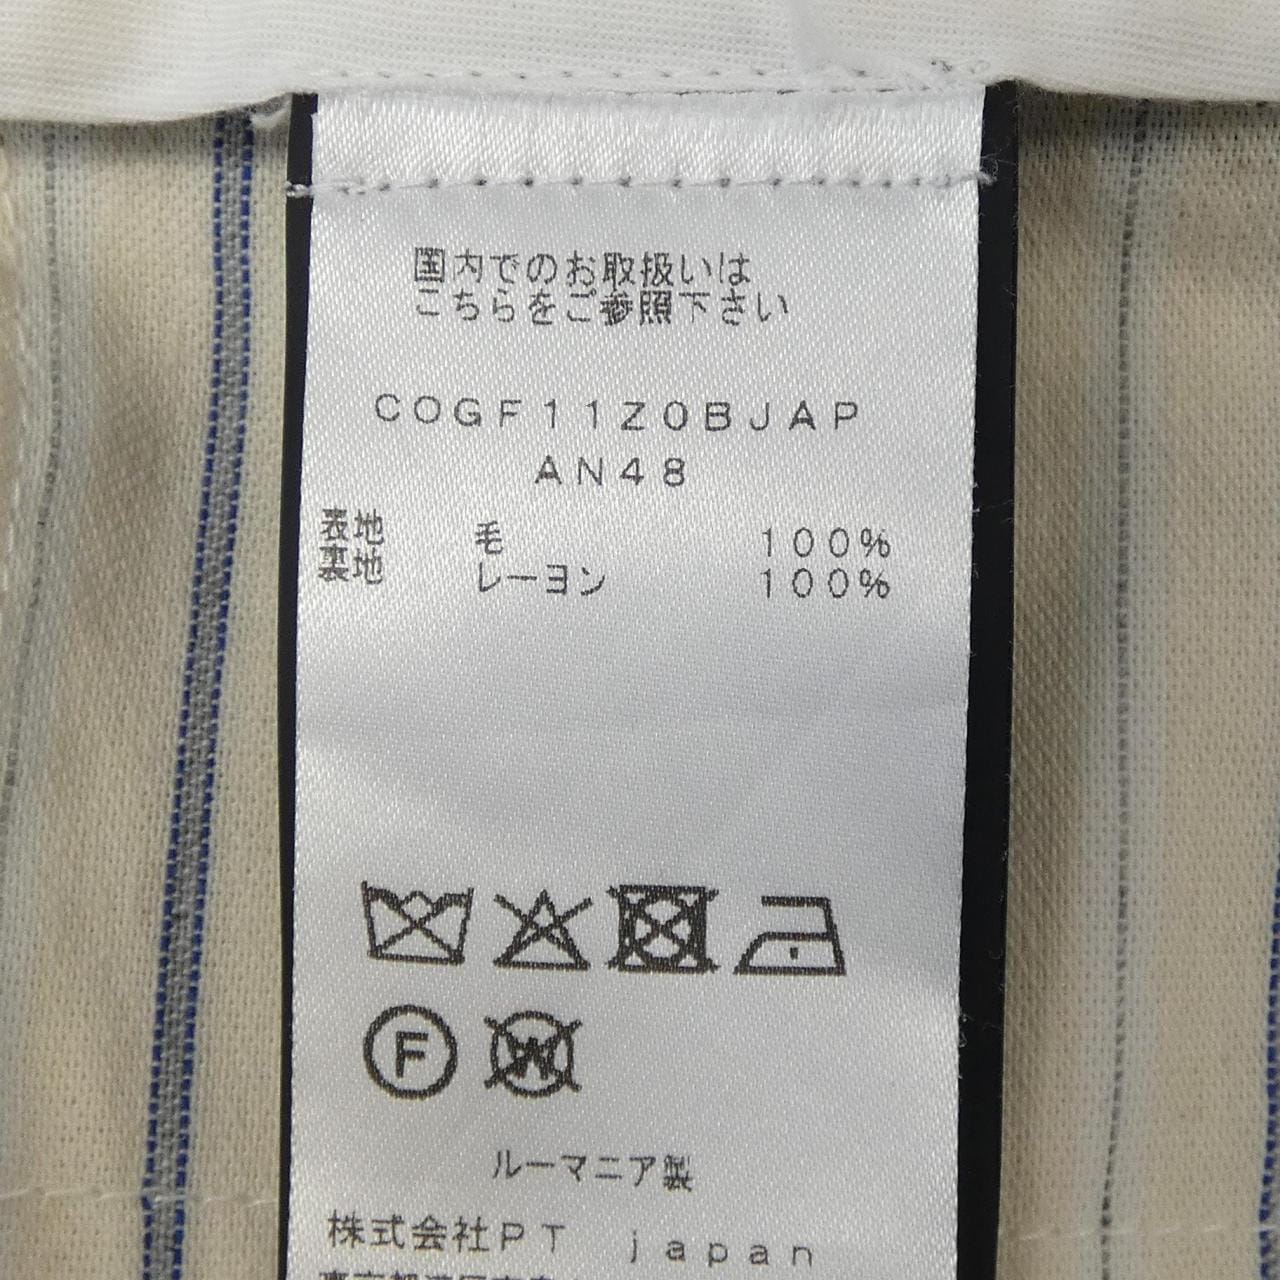 国内でのお取扱いは
こちらをご参照下さい
COGF11Z0BJAP
AN48
表地 毛 100%
裏地 レーヨン 100%
F W
ルーマニア製
株式会社PT japan